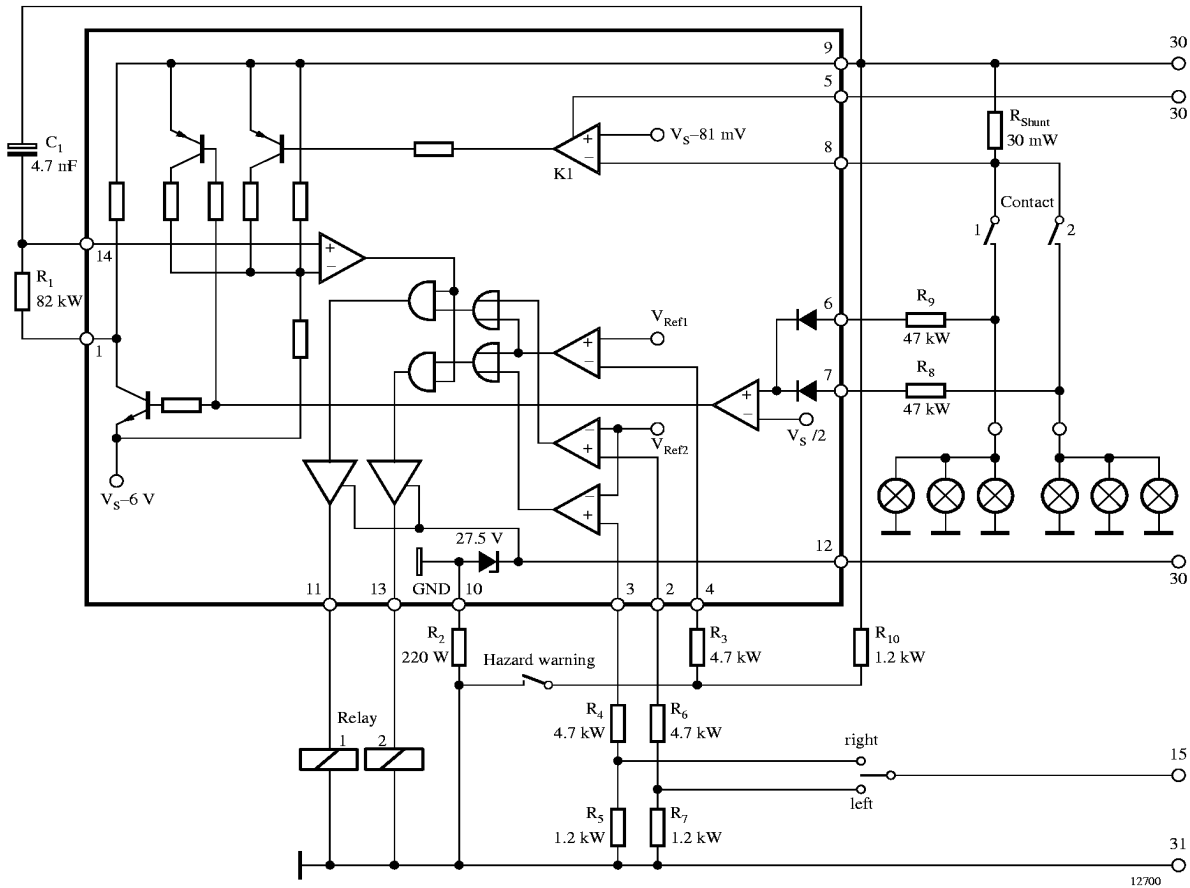 9
30
5
30
C1
4.7 mF
VS–81 mV
K1
RShunt
30 mW
8
Contact
1
2
14
R1
82 kW
1
VRef1
6
R9
47 kW
7
R8
47 kW
VS /2
VRef2
VS–6 V
27.5 V
12
30
GND
11
13
10
3
2
4
R2
220 W
Hazard warning
R3
4.7 kW
R10
1.2 kW
Relay
1
2
R4
4.7 kW
R6
4.7 kW
right
15
left
R5
1.2 kW
R7
1.2 kW
31
12700